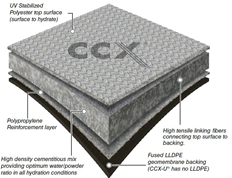 UV Stabilized
Polyester top surface
(surface to hydrate)
CCX
Polypropylene
Reinforcement layer
High tensile linking fibers
connecting top surface to
backing.
High density cementitious mix
providing optimum water/powder
ratio in all hydration conditions
Fused LLDPE
geomembrane backing
(CCX-U® has no LLDPE)